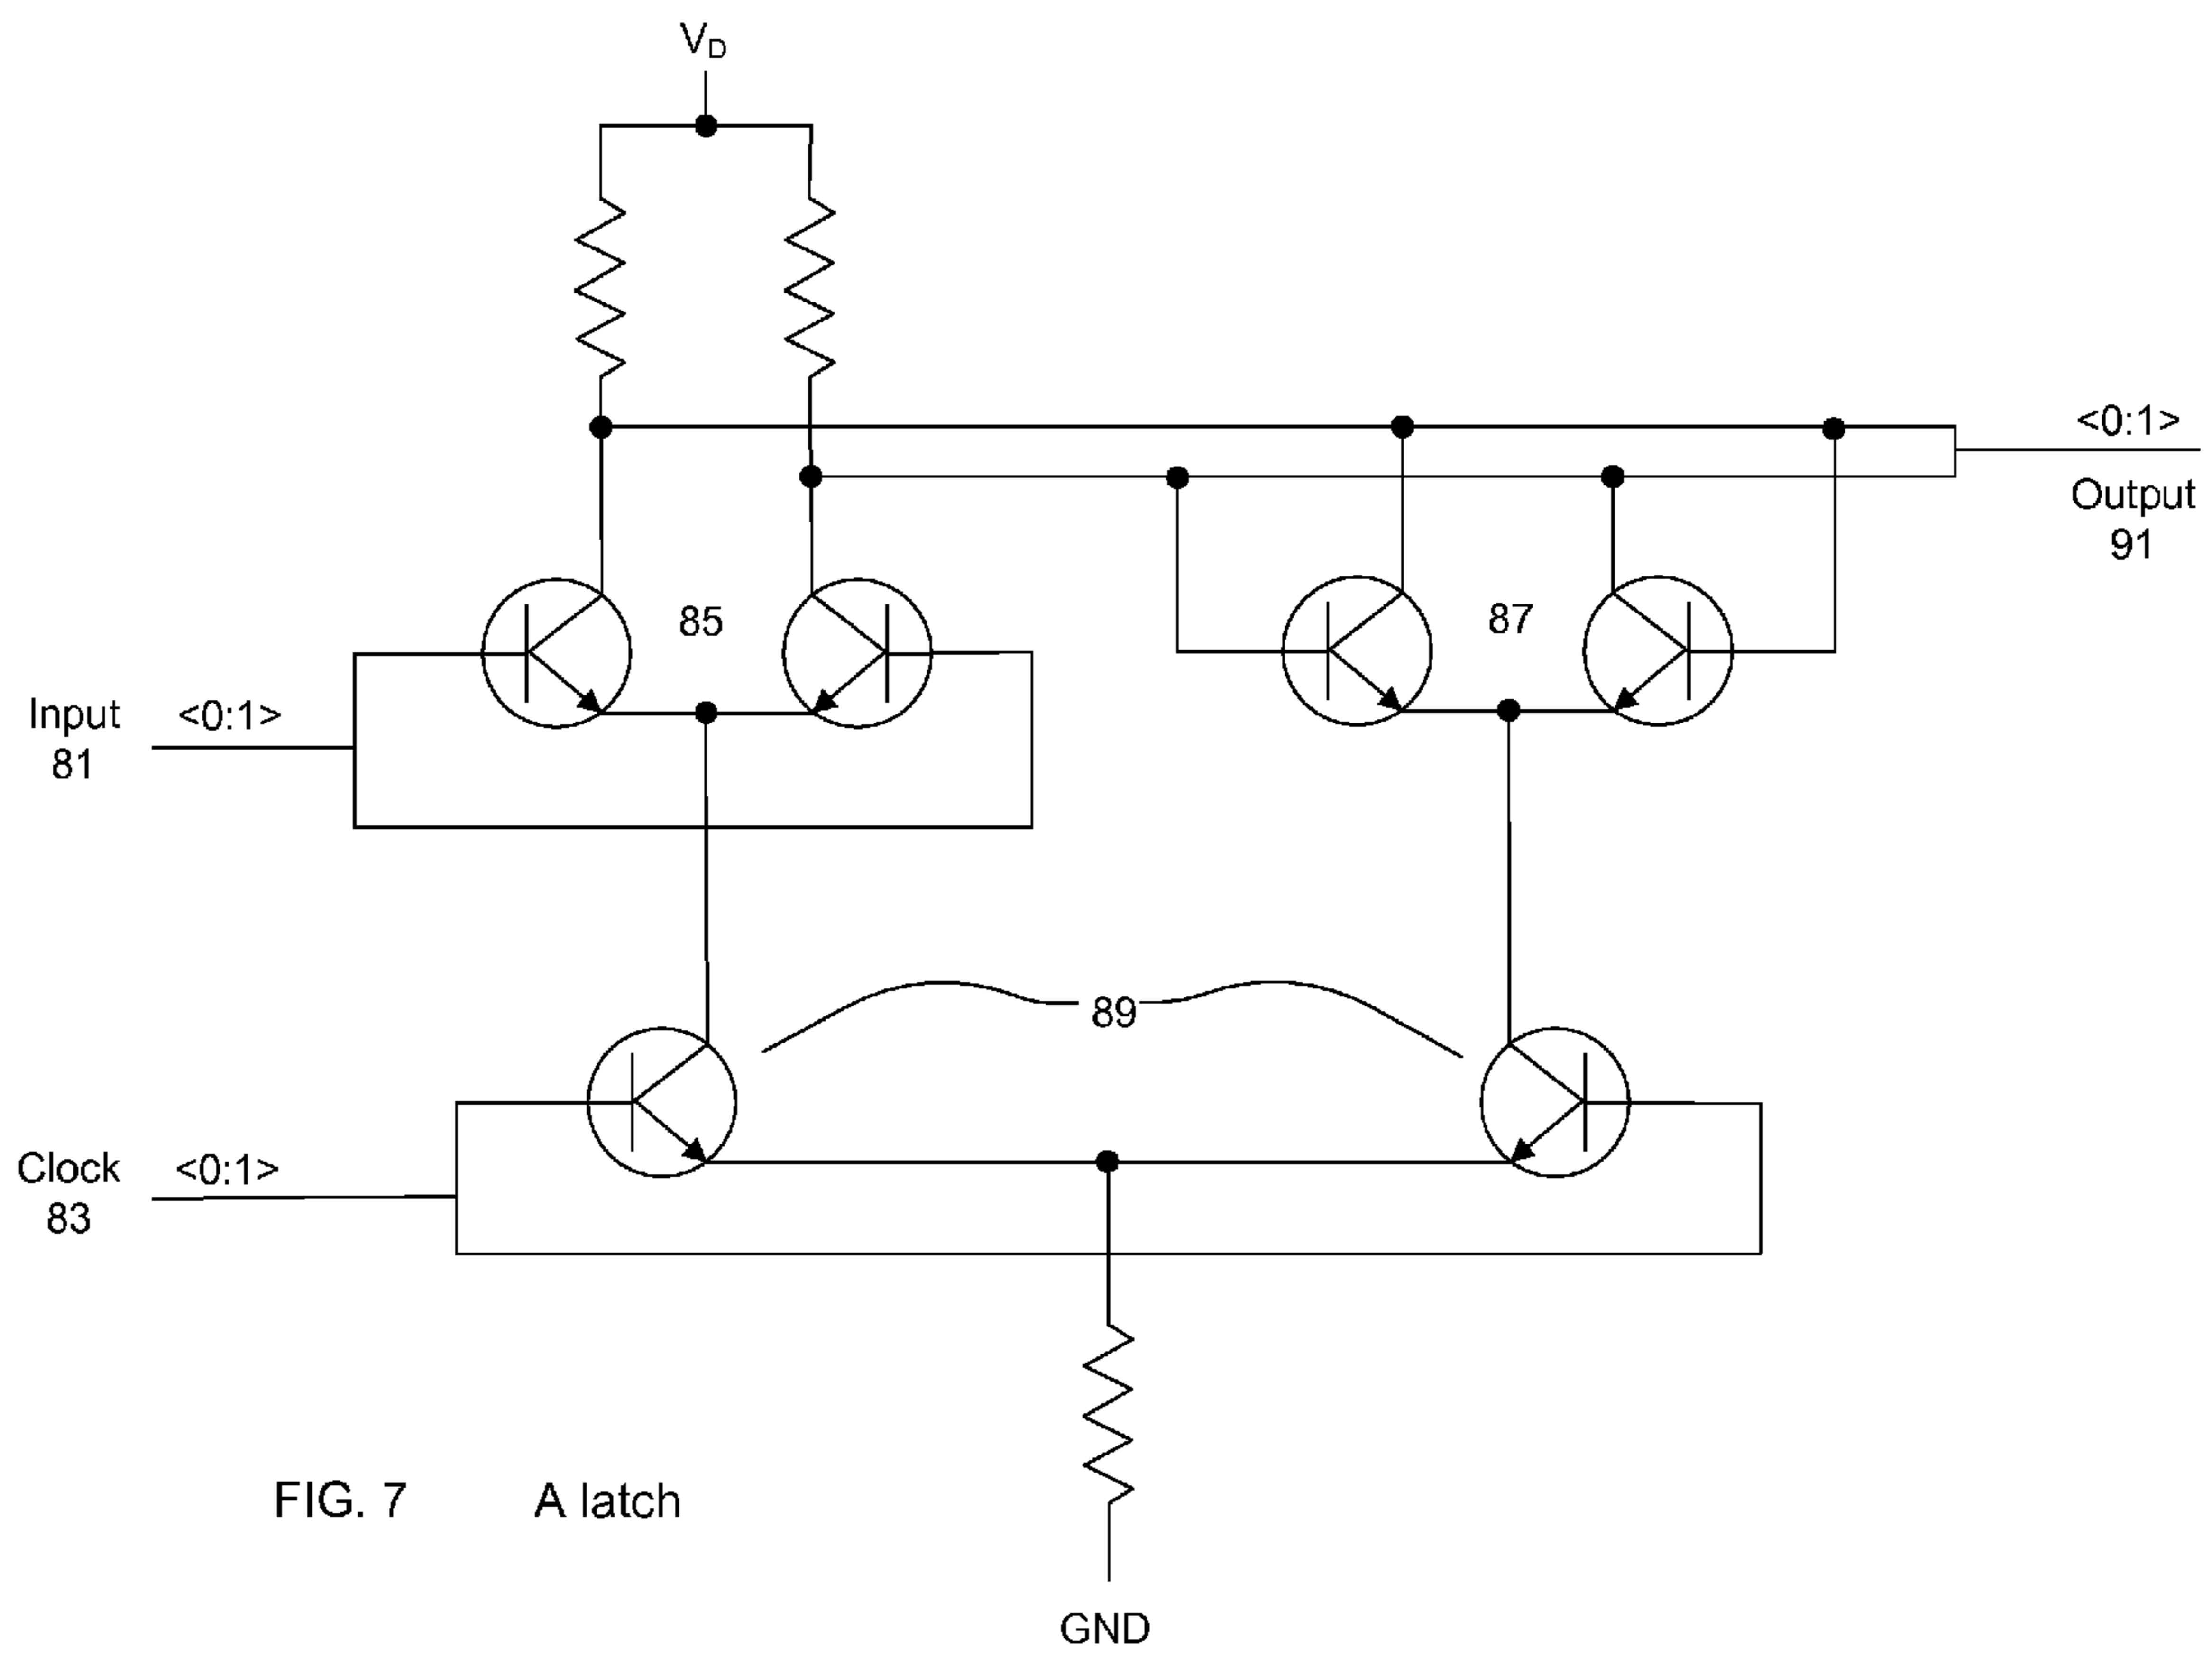 V_D
<0:1>
Output
91
85
87
Input <0:1>
81
89
Clock <0:1>
83
FIG. 7 A latch
GND